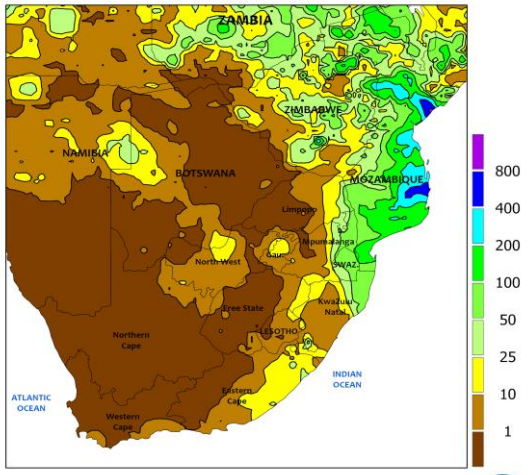 ZAMBIA
ZIMBABWE
NAMIBIA
BOTSWANA
MOZAMBIQUE
Limpopo
Mpumalanga
North West
Gau.
SWAZ.
Free State
KwaZulu
Natal
LESOTHO
Northern
Cape
Eastern
Cape
Western
Cape
ATLANTIC
OCEAN
INDIAN
OCEAN
800
400
200
100
50
25
10
1